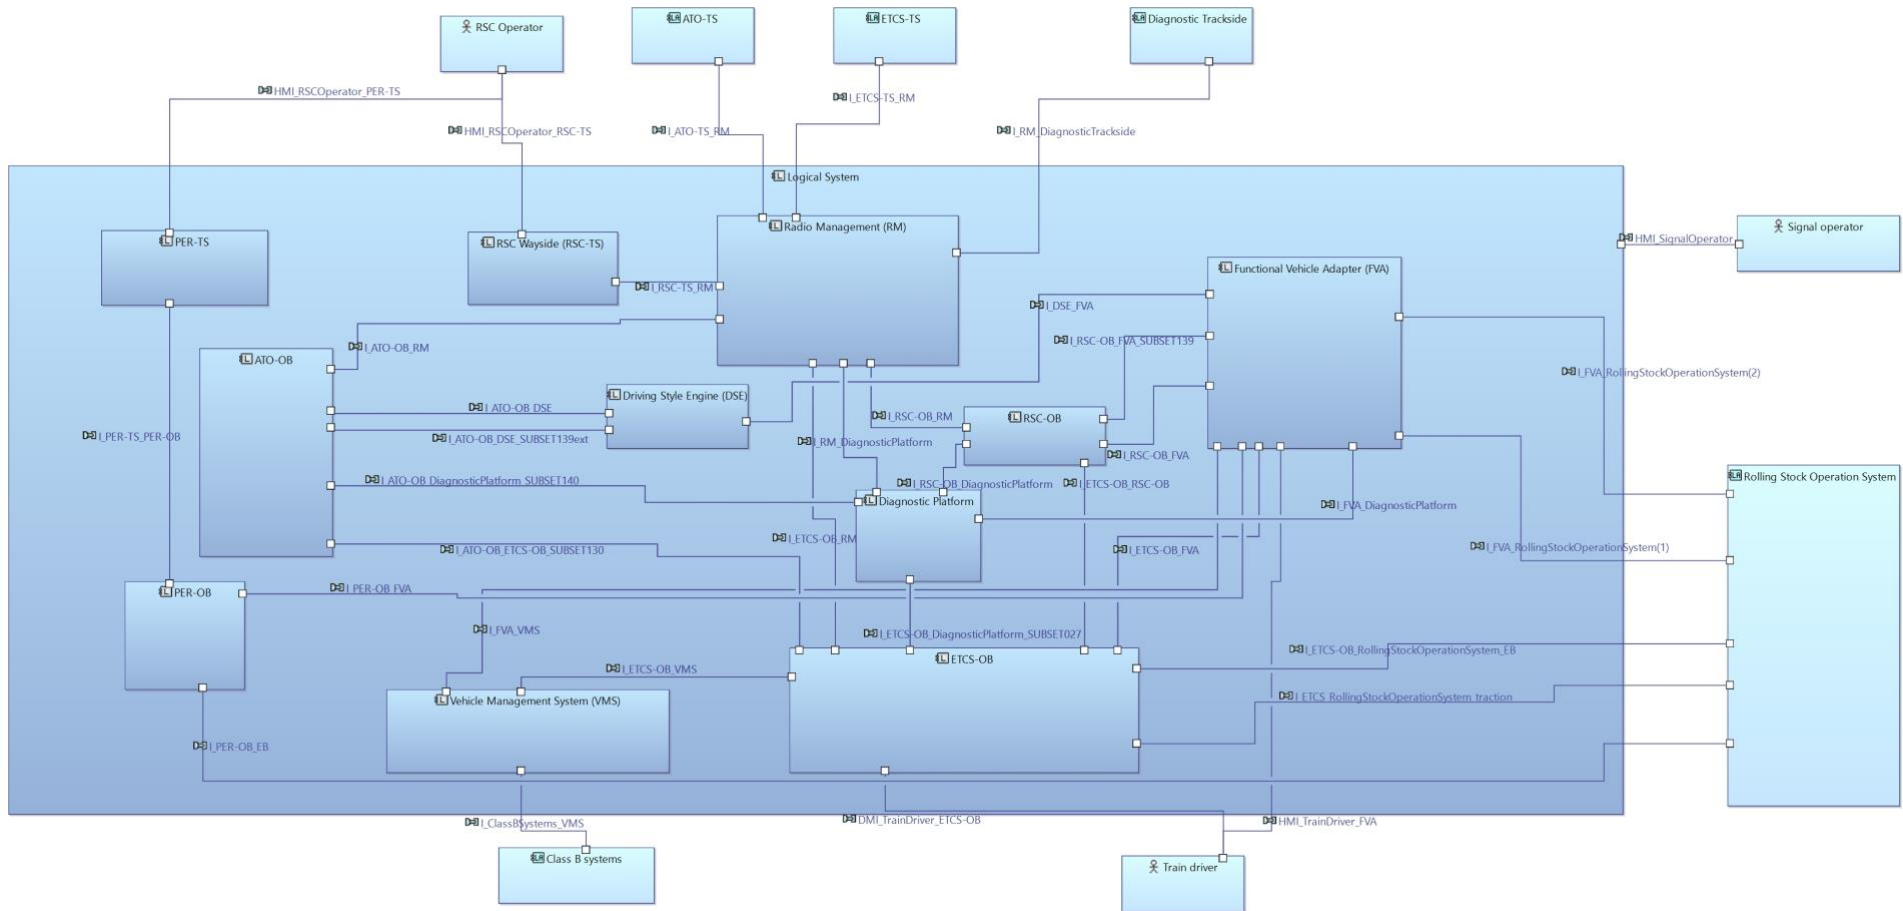 RSC Operator
ATO-TS
ETCS-TS
Diagnostic Trackside
HMI_RSCOperator_PER-TS
I_ETCS-TS_RM
HMI_RSCOperator_RSC-TS
I_ATO-TS_RM
I_RM_DiagnosticTrackside
Logical System
Radio Management (RM)
Signal operator
PER-TS
RSC Wayside (RSC-TS)
HMI_SignalOperator
Functional Vehicle Adapter (FVA)
I_RSC-TS_RM
I_DSE_FVA
I_ATO-OB_RM
I_RSC-OB_FVA_SUBSET139
ATO-OB
I_FVA_RollingStockOperationSystem(2)
Driving Style Engine (DSE)
I_ATO-OB_DSE
I_RSC-OB_RM
RSC-OB
I_PER-TS_PER-OB
I_ATO-OB_DSE_SUBSET139ext
I_RM_DiagnosticPlatform
I_RSC-OB_FVA
Rolling Stock Operation System
I_ATO-OB_DiagnosticPlatform_SUBSET140
I_RSC-OB_DiagnosticPlatform
I_ETCS-OB_RSC-OB
Diagnostic Platform
I_FVA_DiagnosticPlatform
I_ETCS-OB_RM
I_ATO-OB_ETCS-OB_SUBSET130
I_ETCS-OB_FVA
I_FVA_RollingStockOperationSystem(1)
PER-OB
I_PER-OB_FVA
I_FVA_VMS
I_ETCS-OB_DiagnosticPlatform_SUBSET027
I_ETCS-OB_RollingStockOperationSystem_EB
ETCS-OB
I_ETCS-OB_VMS
I_ETCS_RollingStockOperationSystem_traction
Vehicle Management System (VMS)
I_PER-OB_EB
I_ClassBSystems_VMS
DMI_TrainDriver_ETCS-OB
HMI_TrainDriver_FVA
Class B systems
Train driver